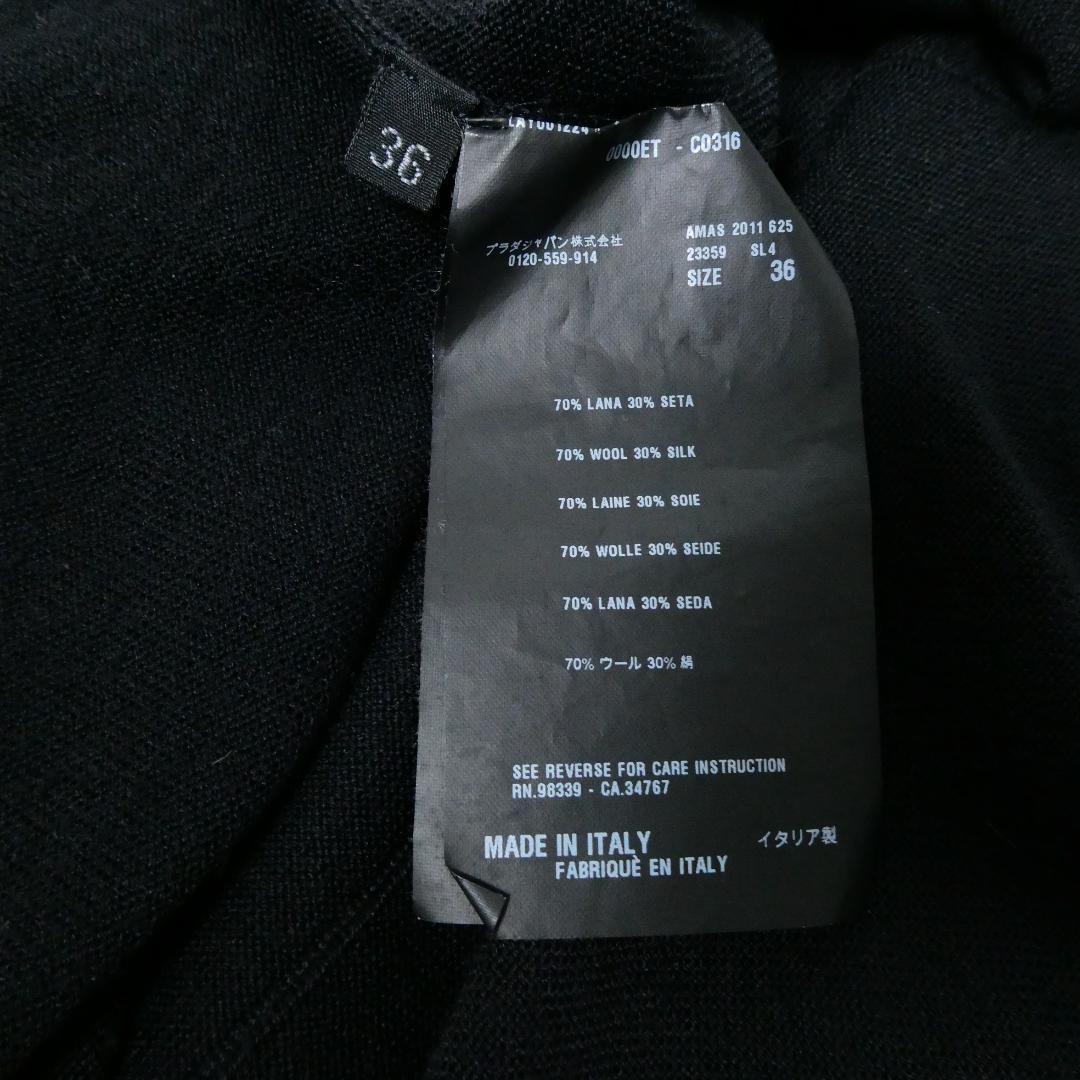 36
0000ET - C0316
プラダジャパン株式会社
0120-559-914
AMAS 2011 625
23359 SL4
SIZE 36
70% LANA 30% SETA
70% WOOL 30% SILK
70% LAINE 30% SOIE
70% WOLLE 30% SEIDE
70% LANA 30% SEDA
70% ウール 30% 絹
SEE REVERSE FOR CARE INSTRUCTION
RN.98339 - CA.34767
MADE IN ITALY
イタリア製
FABRIQUÈ EN ITALY